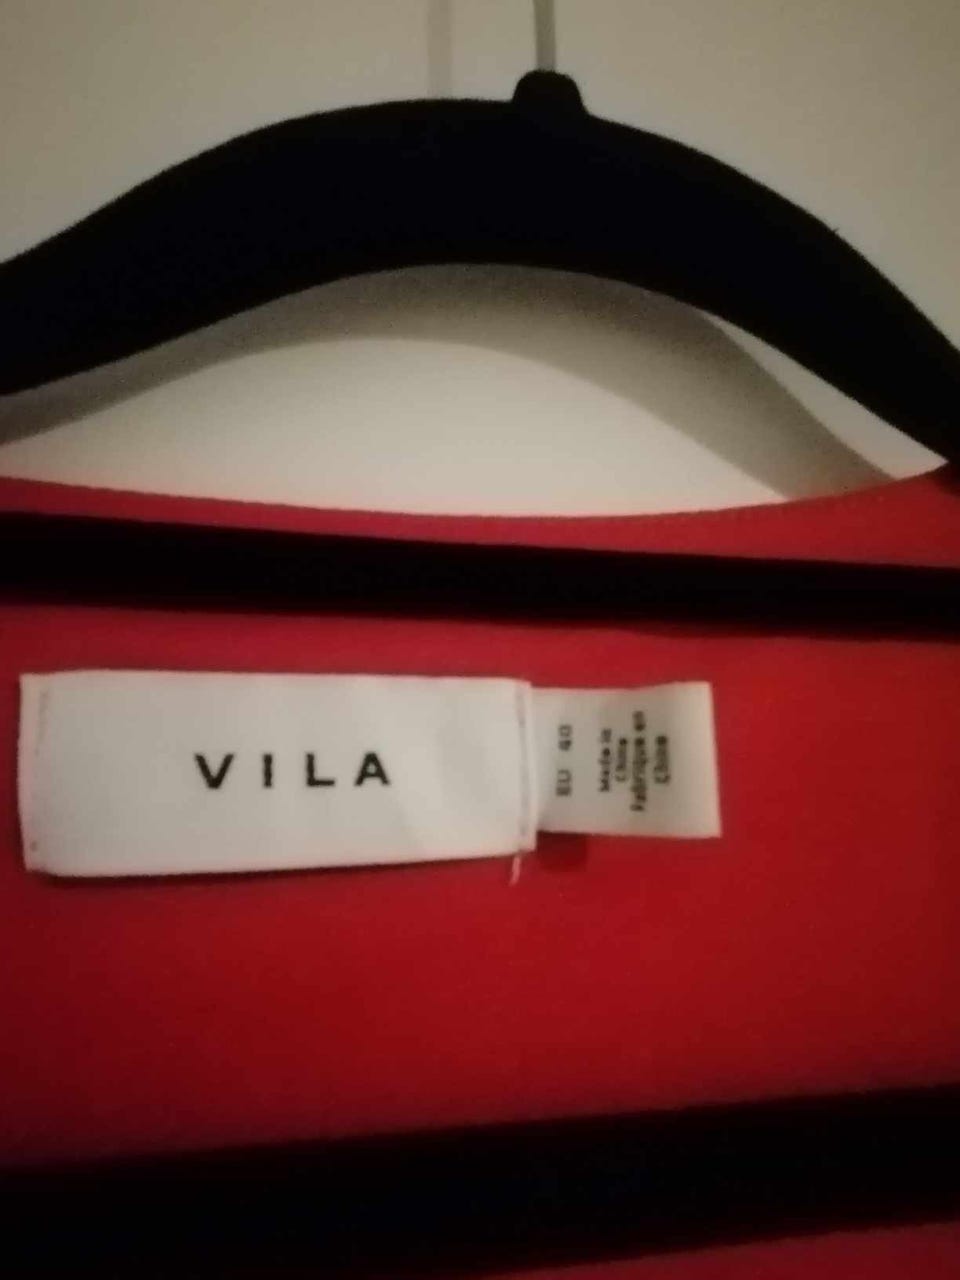 VILA
EU 40
Made in
China
Fabriqué en
Chine